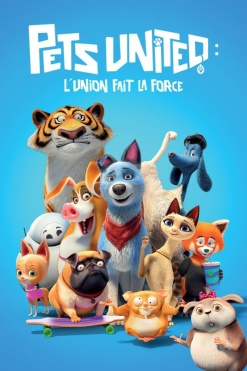 PETS UNITED:
L'UNION FAIT LA FORCE